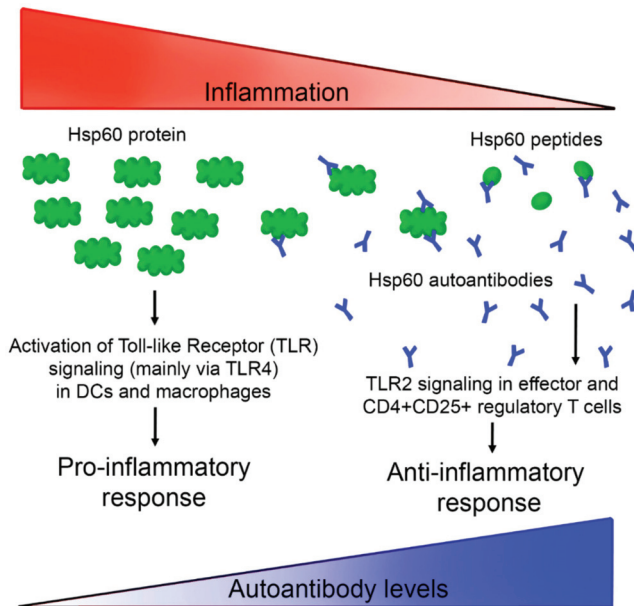 Inflammation
Hsp60 protein
Hsp60 peptides
Hsp60 autoantibodies
Activation of Toll-like Receptor (TLR)
signaling (mainly via TLR4)
in DCs and macrophages
TLR2 signaling in effector and
CD4+CD25+ regulatory T cells
Pro-inflammatory
response
Anti-inflammatory
response
Autoantibody levels